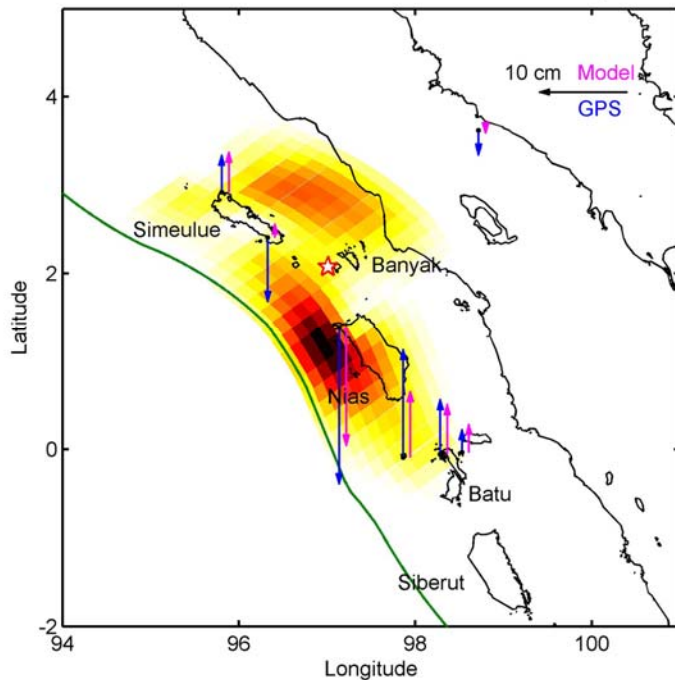 4
10 cm Model
GPS
Simeulue
Banyak
2
Latitude
Nias
0
Batu
Siberut
-2
94 96 98 100
Longitude